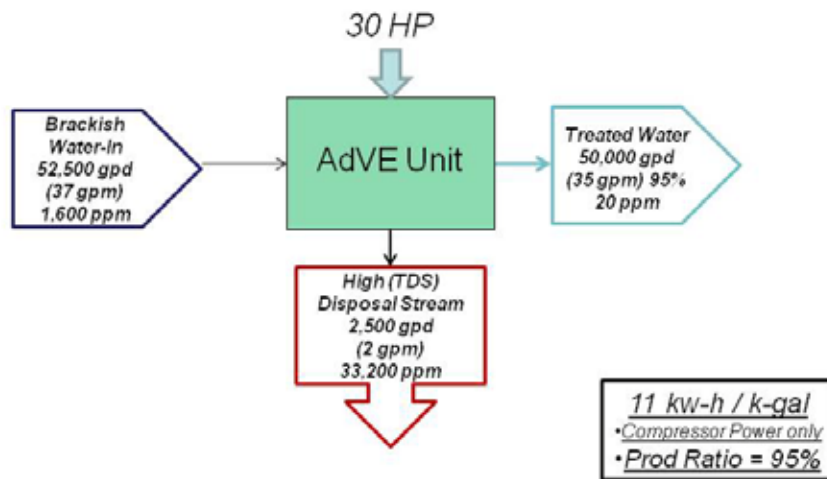 30 HP
Brackish
Water-In
52,500 gpd
(37 gpm)
1,600 ppm
AdVE Unit
Treated Water
50,000 gpd
(35 gpm) 95%
20 ppm
High (TDS)
Disposal Stream
2,500 gpd
(2 gpm)
33,200 ppm
11 kw-h / k-gal
•Compressor Power only
•Prod Ratio = 95%